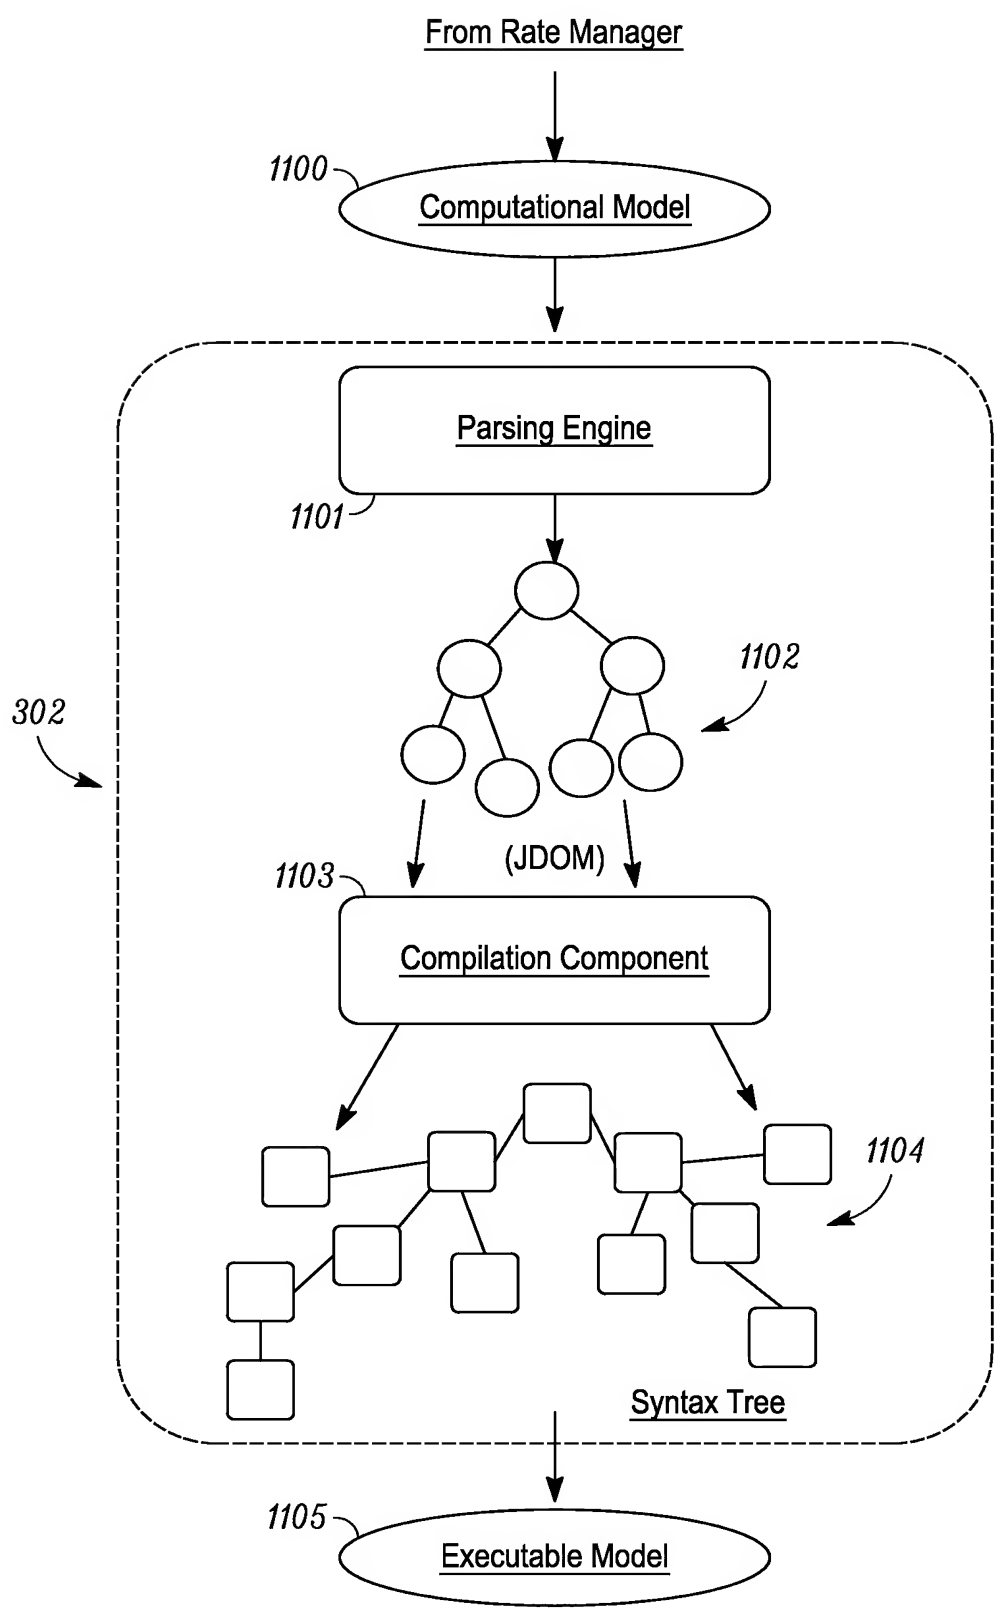 From Rate Manager
1100
Computational Model
Parsing Engine
1101
1102
302
(JDOM)
1103
Compilation Component
1104
Syntax Tree
1105
Executable Model